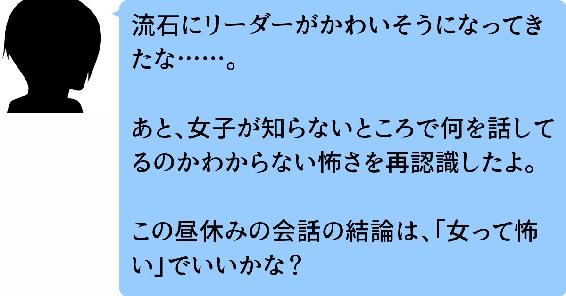 流石にリーダーがかわいそうになってき
たな……。
あと、女子が知らないところで何を話して
るのかわからない怖さを再認識したよ。
この昼休みの会話の結論は、「女って怖
い」でいいかな？